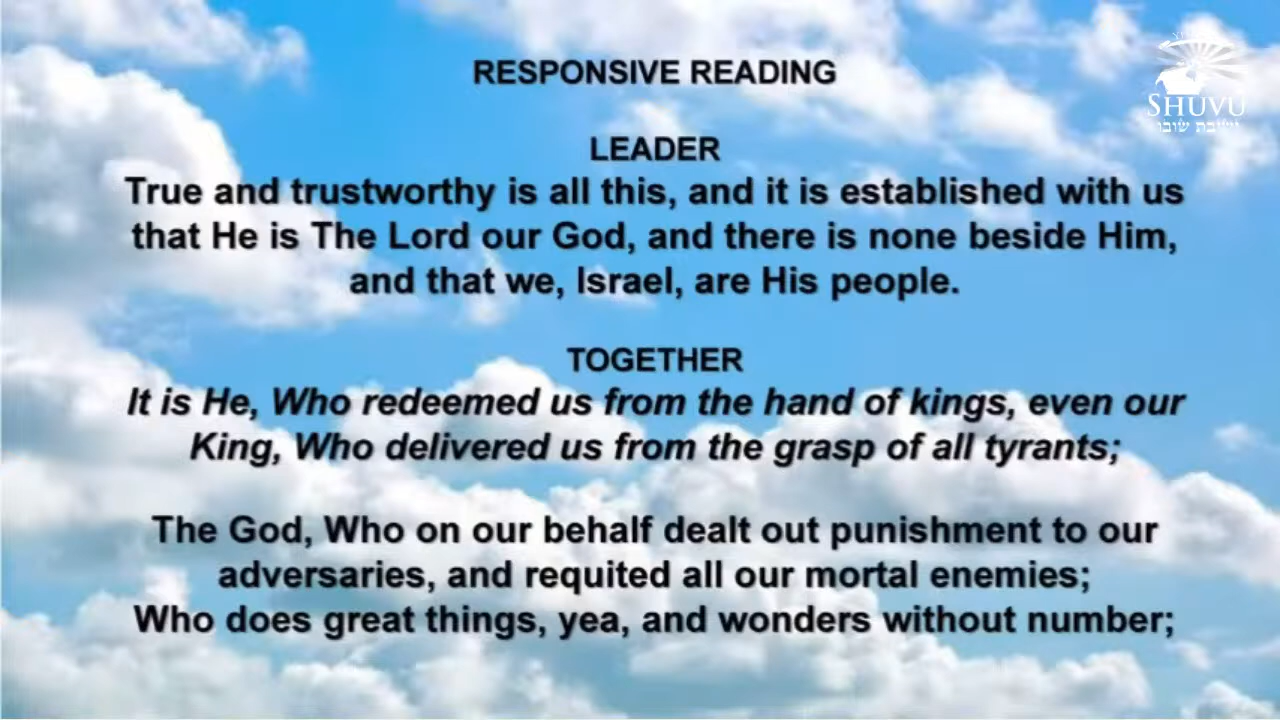 SHUVU
ישיבת שובו
RESPONSIVE READING
LEADER
True and trustworthy is all this, and it is established with us
that He is The Lord our God, and there is none beside Him,
and that we, Israel, are His people.
TOGETHER
It is He, Who redeemed us from the hand of kings, even our
King, Who delivered us from the grasp of all tyrants;
The God, Who on our behalf dealt out punishment to our
adversaries, and requited all our mortal enemies;
Who does great things, yea, and wonders without number;